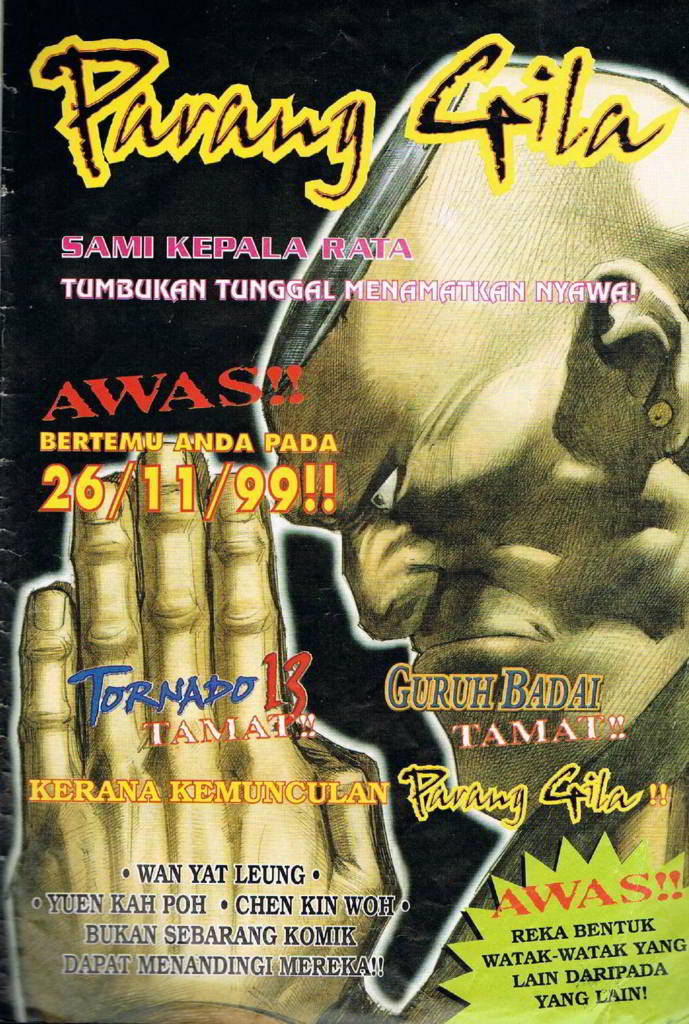 Parang Gila
SAMI KEPALA RATA
TUMBUKAN TUNGGAL MENAMATKAN NYAWA!
AWAS!!
BERTEMU ANDA PADA
26/11/99!!
TORNADO 13
TAMAT!!
GURUH BADAI
TAMAT!!
KERANA KEMUNCULAN Parang Gila!!
• WAN YAT LEUNG •
• YUEN KAH POH • CHEN KIN WOH •
BUKAN SEBARANG KOMIK
DAPAT MENANDINGI MEREKA!!
AWAS!!
REKA BENTUK
WATAK-WATAK YANG
LAIN DARIPADA
YANG LAIN!